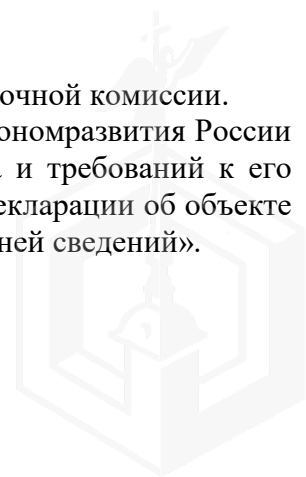 очной комиссии.
ономразвития России
и требований к его
екларации об объекте
ней сведений».